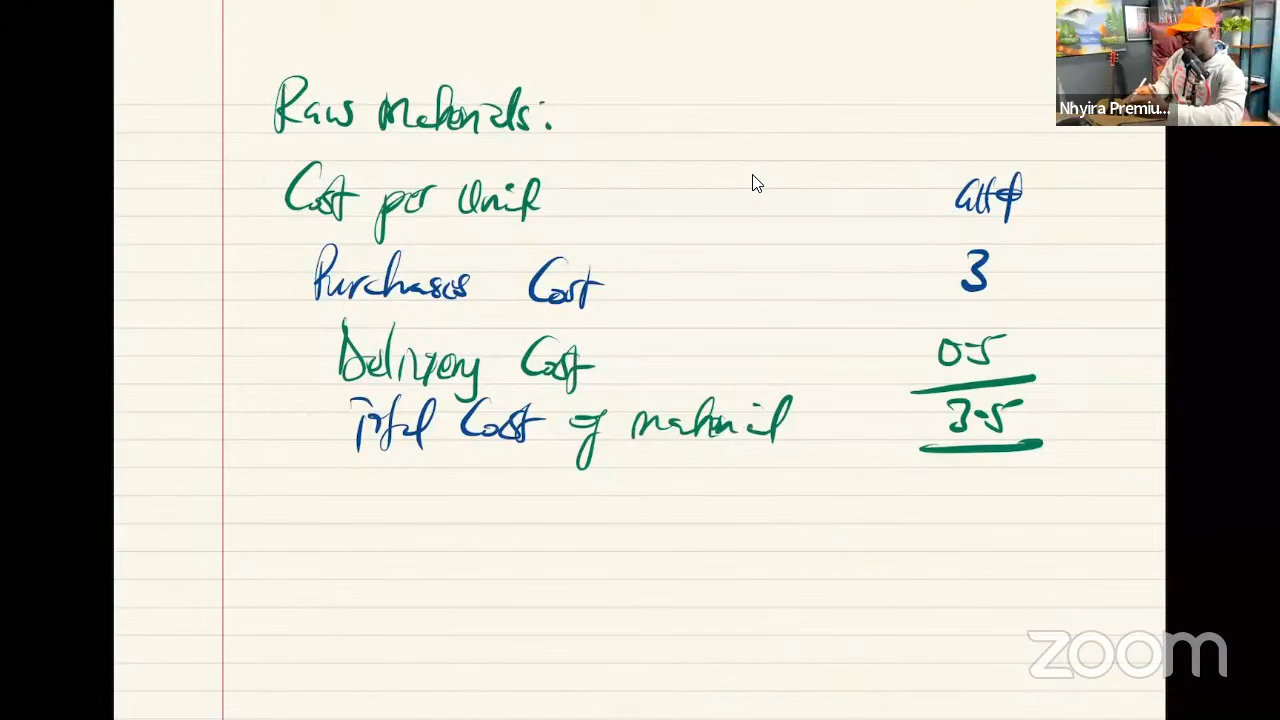 Nhyira Premiu...
Raw Materials:
Cost per Unit
GH¢
Purchases Cost 3
Delivery Cost 0.5
Total Cost of material 3.5
zoom